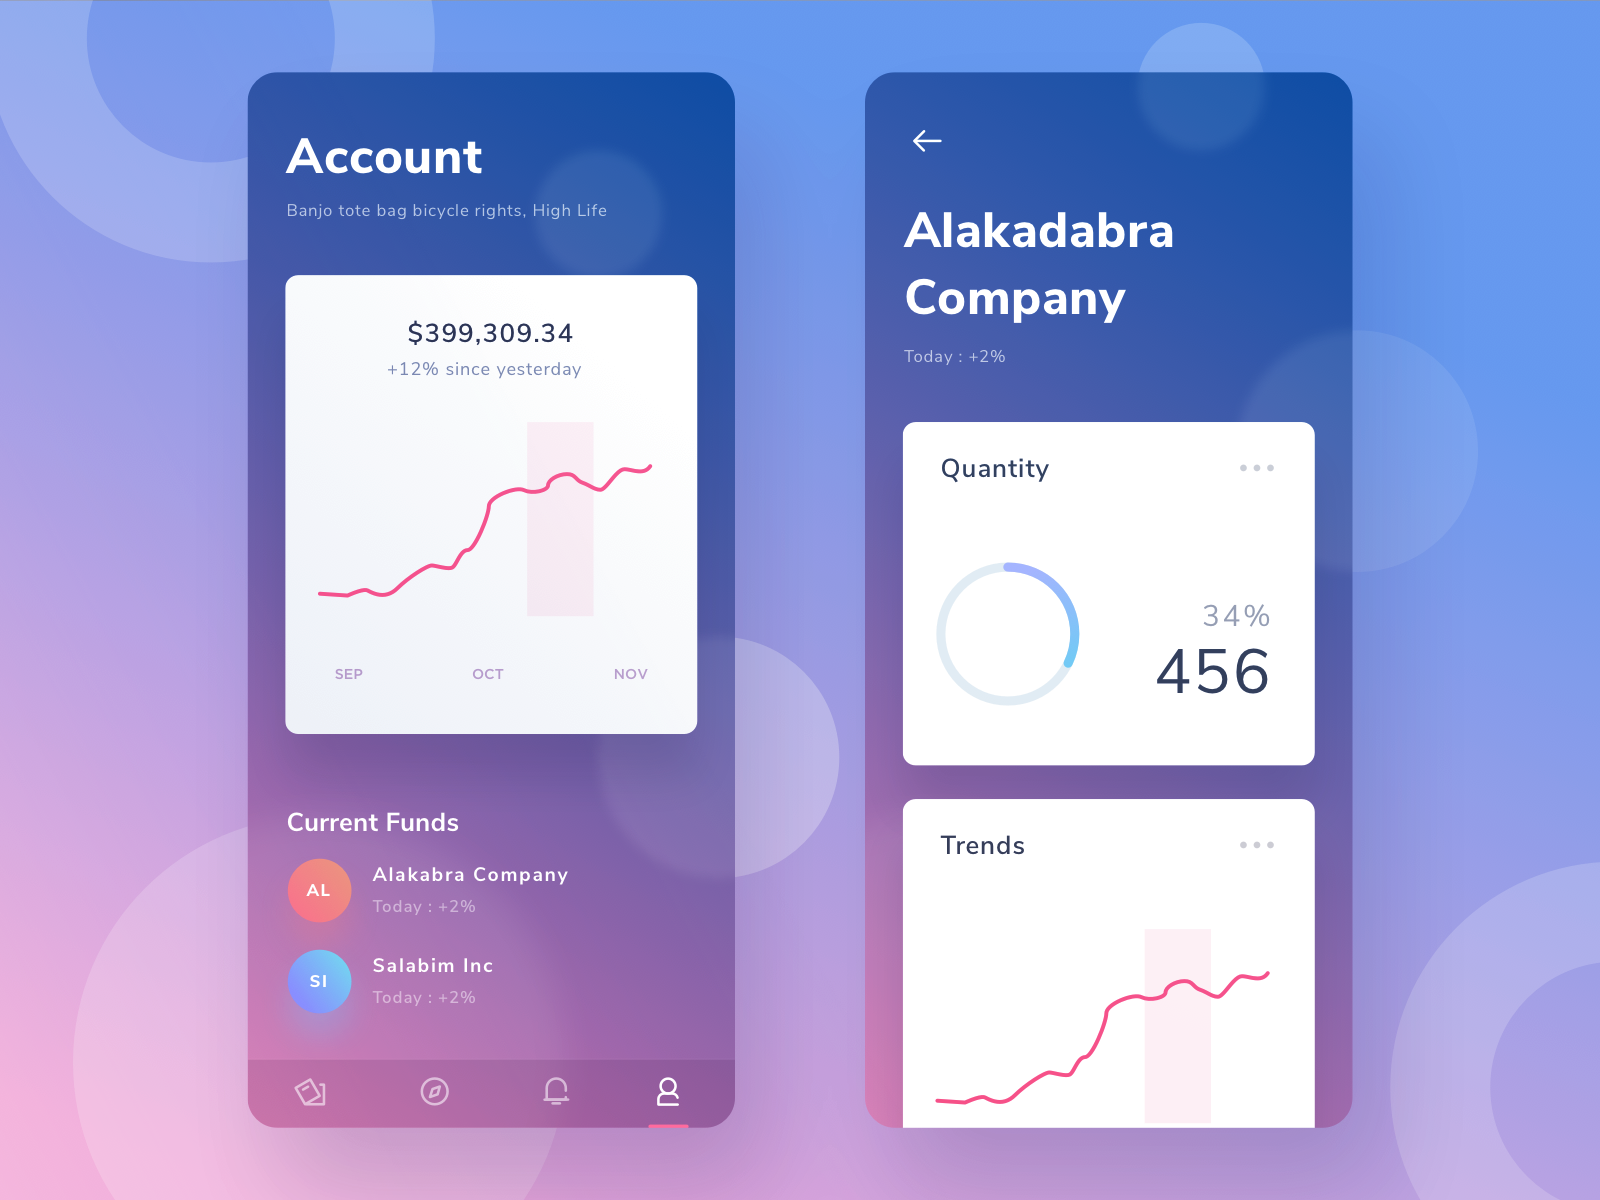 Account
Banjo tote bag bicycle rights, High Life
$399,309.34
+12% since yesterday
SEP OCT NOV
Current Funds
AL
Alakabra Company
Today : +2%
SI
Salabim Inc
Today : +2%
Alakadabra
Company
Today : +2%
Quantity
34%
456
Trends